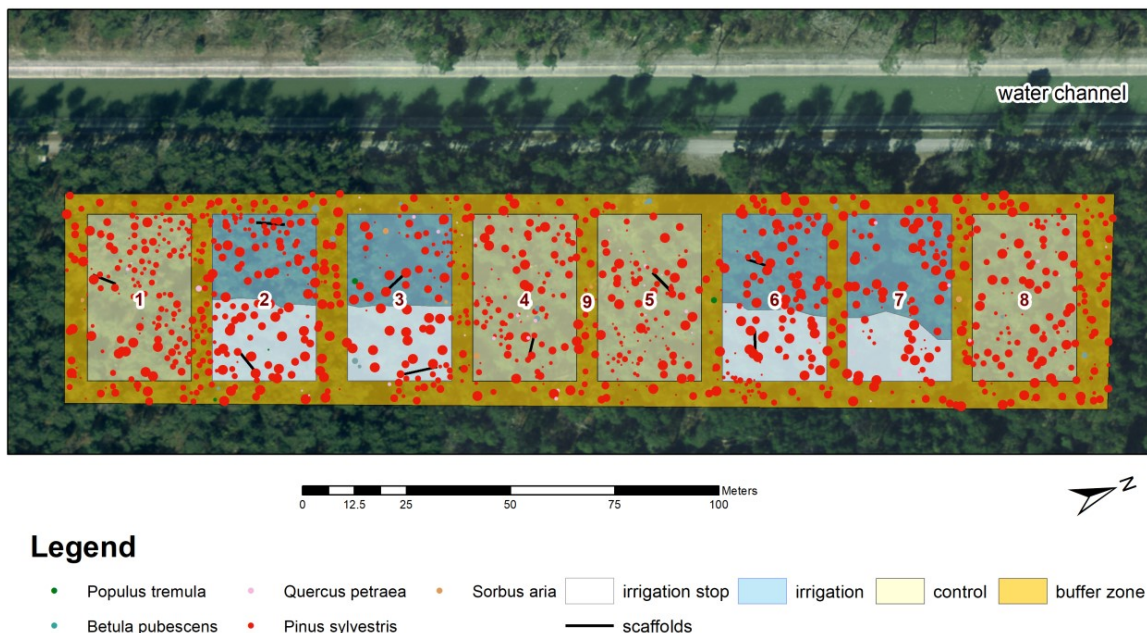 water channel
1 2 3 4 9 5 6 7 8
Meters
0 12.5 25 50 75 100
N
Legend
Populus tremula Quercus petraea Sorbus aria irrigation stop irrigation control buffer zone
Betula pubescens Pinus sylvestris scaffolds